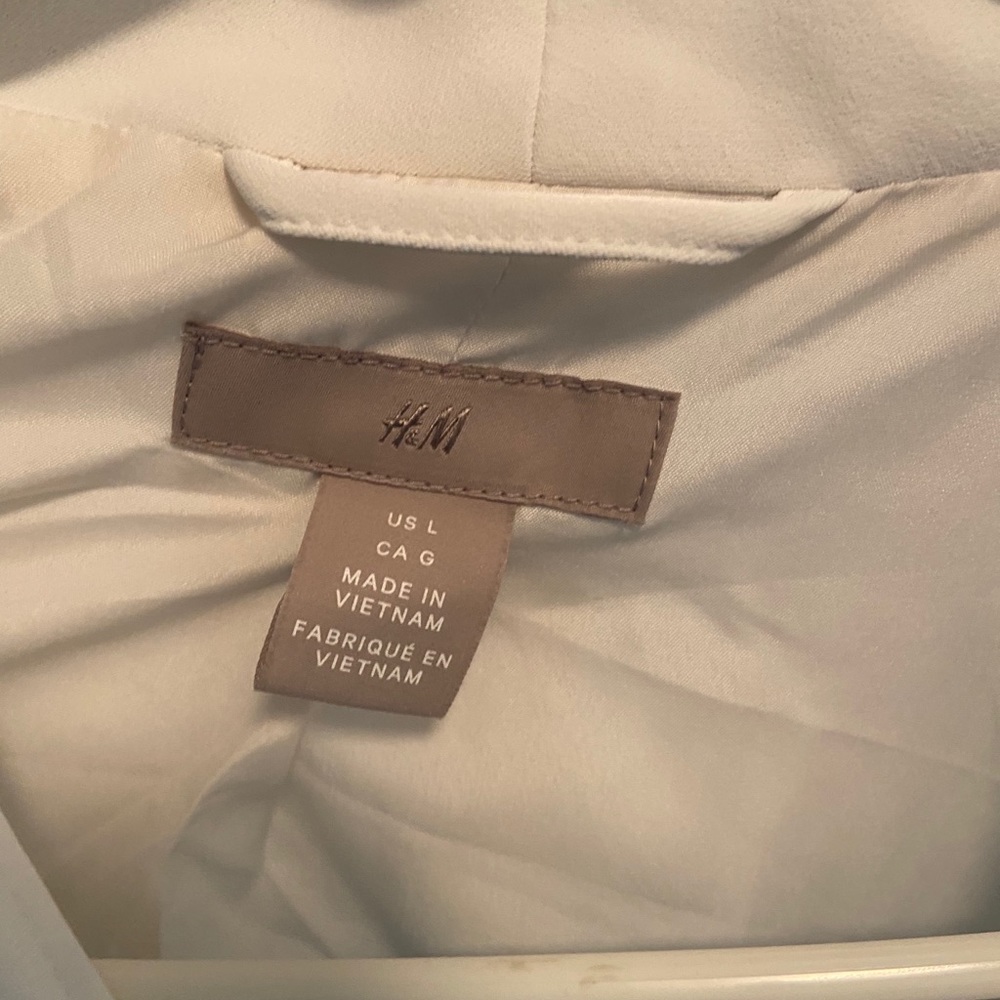 H&M
US L
CA G
MADE IN
VIETNAM
FABRIQUÉ EN
VIETNAM